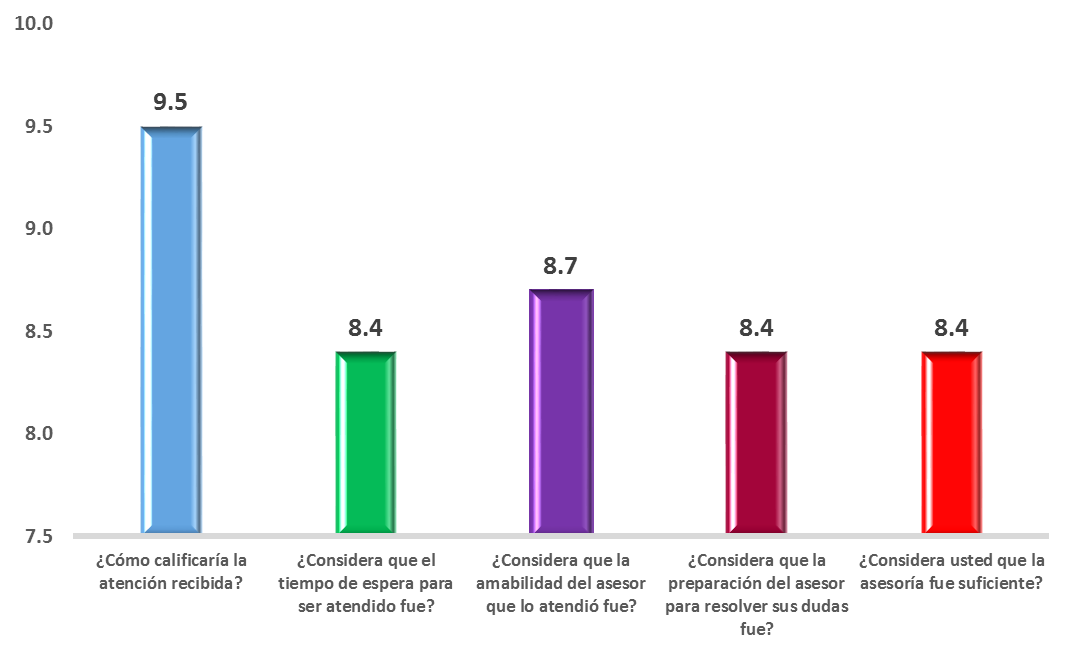 10.0
9.5
9.0
8.5
8.0
7.5
9.5
8.4
8.7
8.4
8.4
¿Cómo calificaría la
atención recibida?
¿Considera que el
tiempo de espera para
ser atendido fue?
¿Considera que la
amabilidad del asesor
que lo atendió fue?
¿Considera que la
preparación del asesor
para resolver sus dudas
fue?
¿Considera usted que la
asesoría fue suficiente?